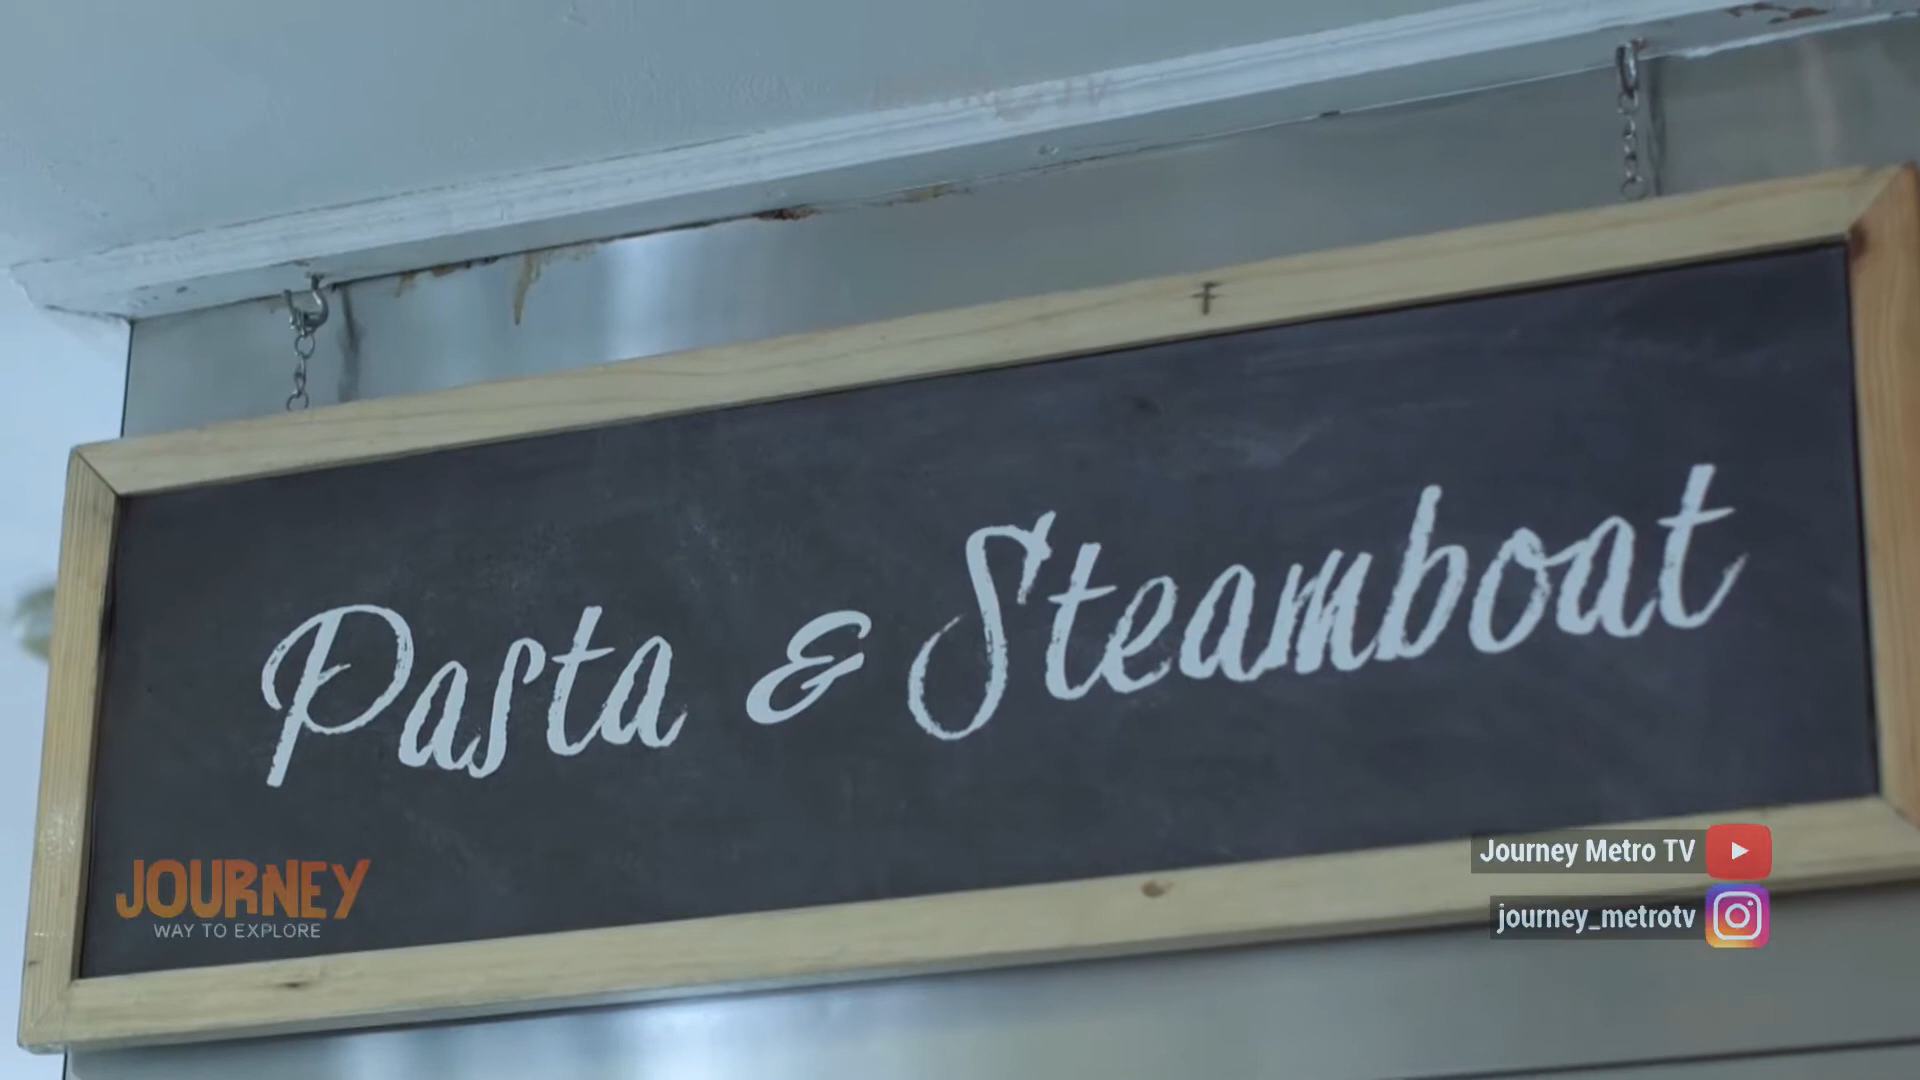 Pasta & Steamboat
JOURNEY
WAY TO EXPLORE
Journey Metro TV
journey_metrotv